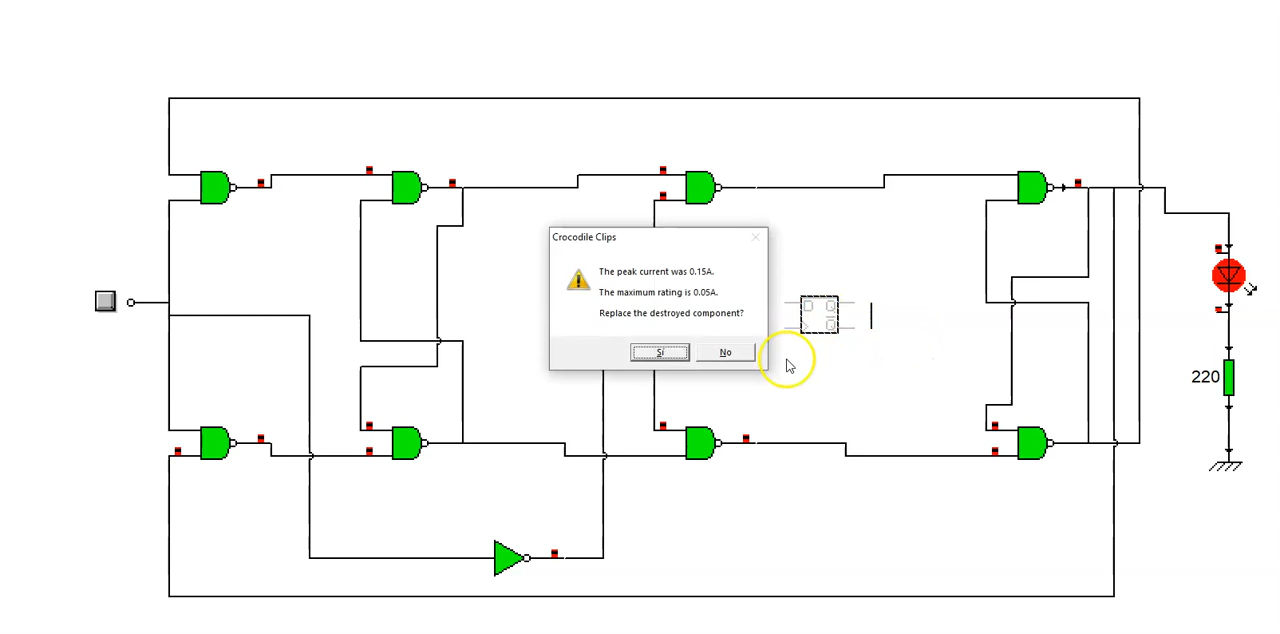 Crocodile Clips
The peak current was 0.15A.
The maximum rating is 0.05A.
Replace the destroyed component?
Sí
No
220